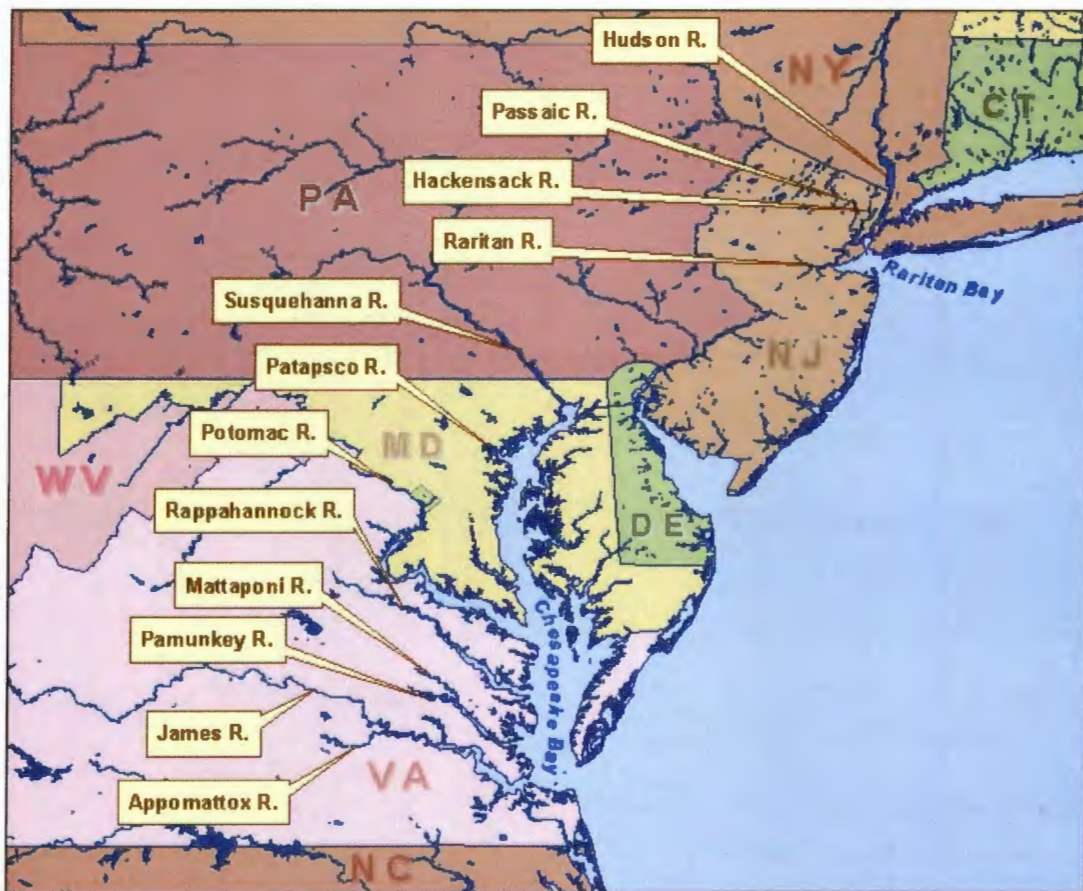 Hudson R.
NY
CT
Passaic R.
Hackensack R.
PA
Raritan R.
Raritan Bay
Susquehanna R.
NJ
Patapsco R.
Potomac R.
MD
WV
Rappahannock R.
DE
Mattaponi R.
Chesapeake Bay
Pamunkey R.
James R.
VA
Appomattox R.
NC